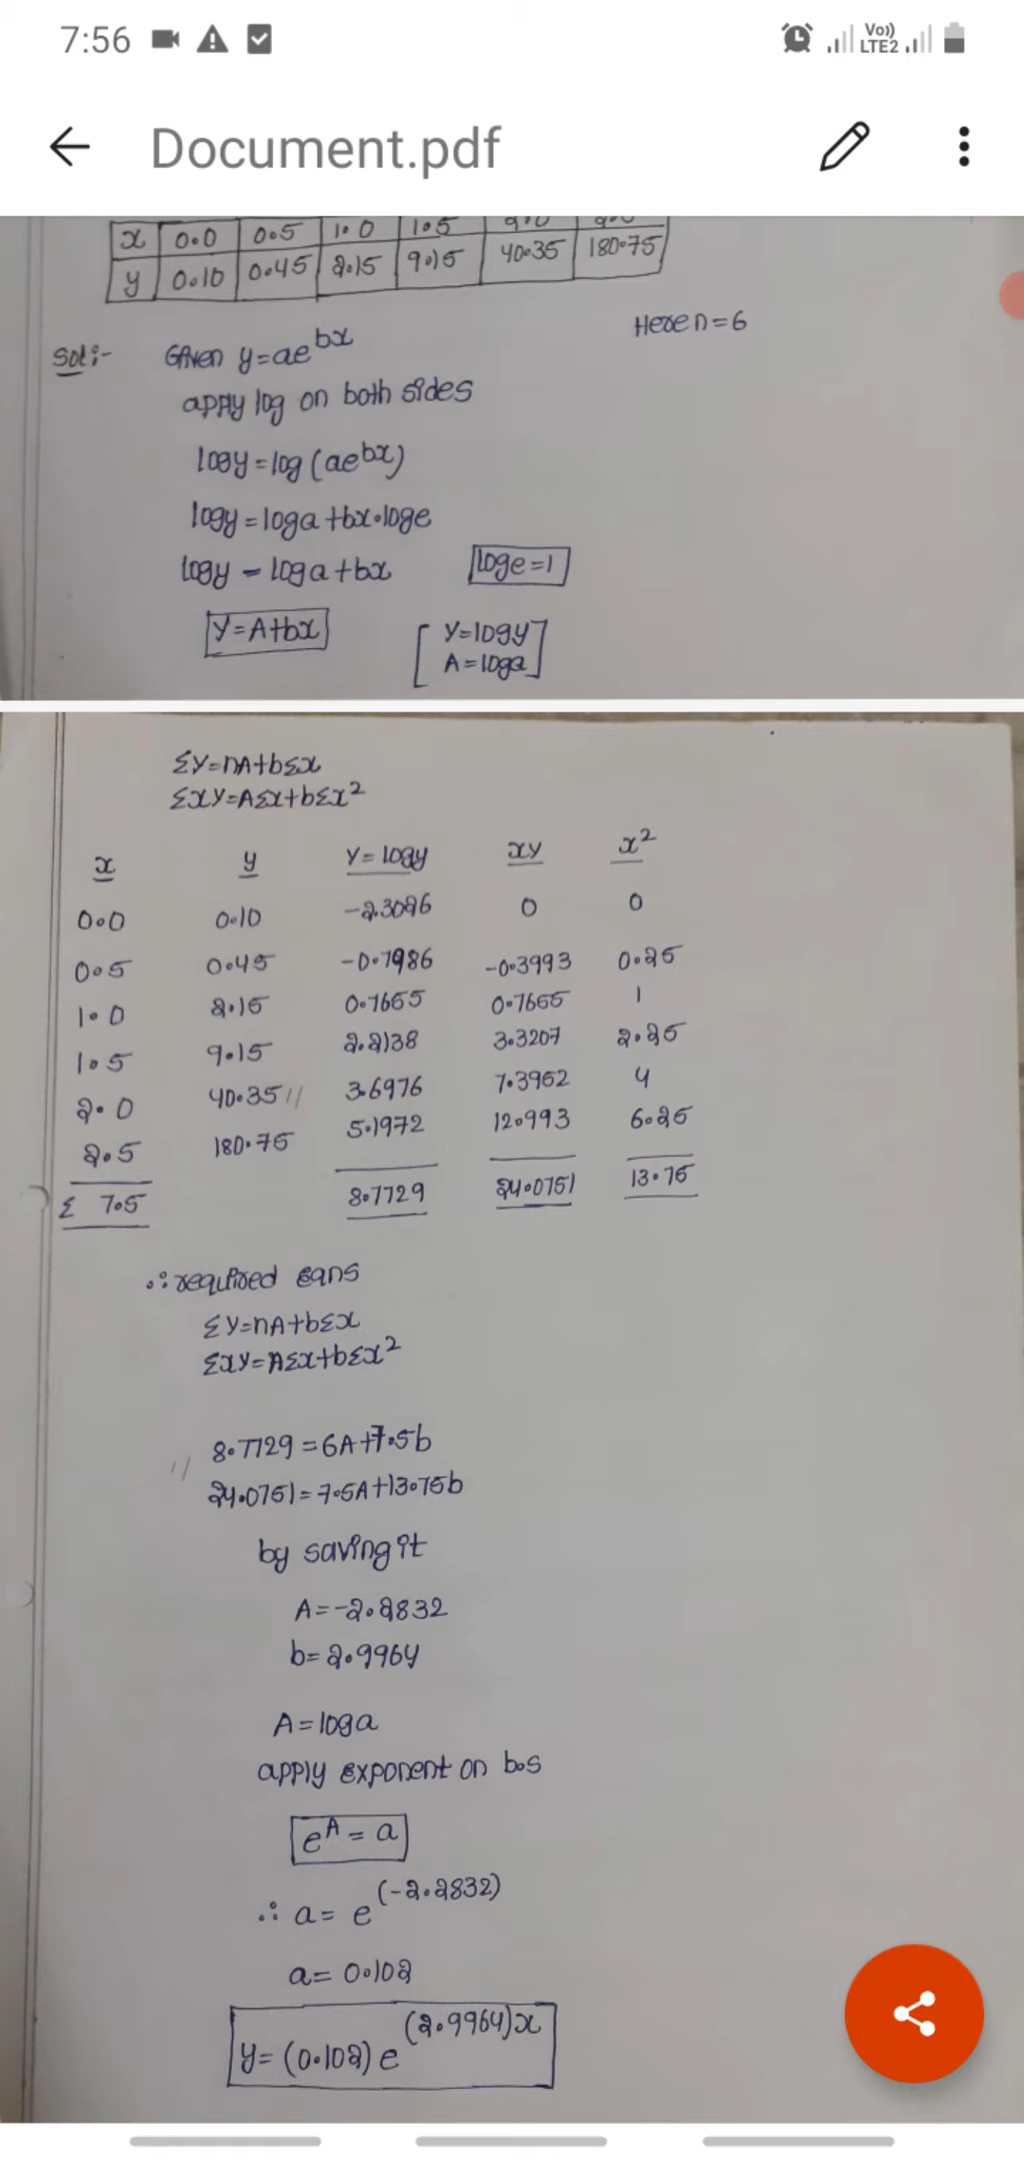 7:56 Vo)) LTE2
Document.pdf
x 0.0 0.5 1.0 1.5 2.0
y 0.10 0.45 2.15 9.15 40.35 180.75
Here n=6
Sol:- Given y=ae^bx
apply log on both sides
logy=log(ae^bx)
logy=loga+bx.loge
logy=loga+bx loge=1
Y=A+bx [Y=logy
A=loga]
ΣY=nA+bΣx
ΣxY=AΣx+bΣx²
x y Y=logy xy x²
0.0 0.10 -2.3026 0 0
0.5 0.45 -0.7986 -0.3993 0.25
1.0 2.15 0.7655 0.7655 1
1.5 9.15 2.2138 3.3207 2.25
2.0 40.35 3.6976 7.3952 4
2.5 180.75 5.1972 12.993 6.25
Σ 7.5 8.7729 24.0751 13.75
∴required eqns
ΣY=nA+bΣx
ΣxY=AΣx+bΣx²
8.7729=6A+7.5b
24.0751=7.5A+13.75b
by saving it
A=-2.2832
b=2.9964
A=loga
apply exponent on b.s
e^A=a
∴ a= e^(-2.2832)
a= 0.102
y=(0.102)e^(2.9964)x